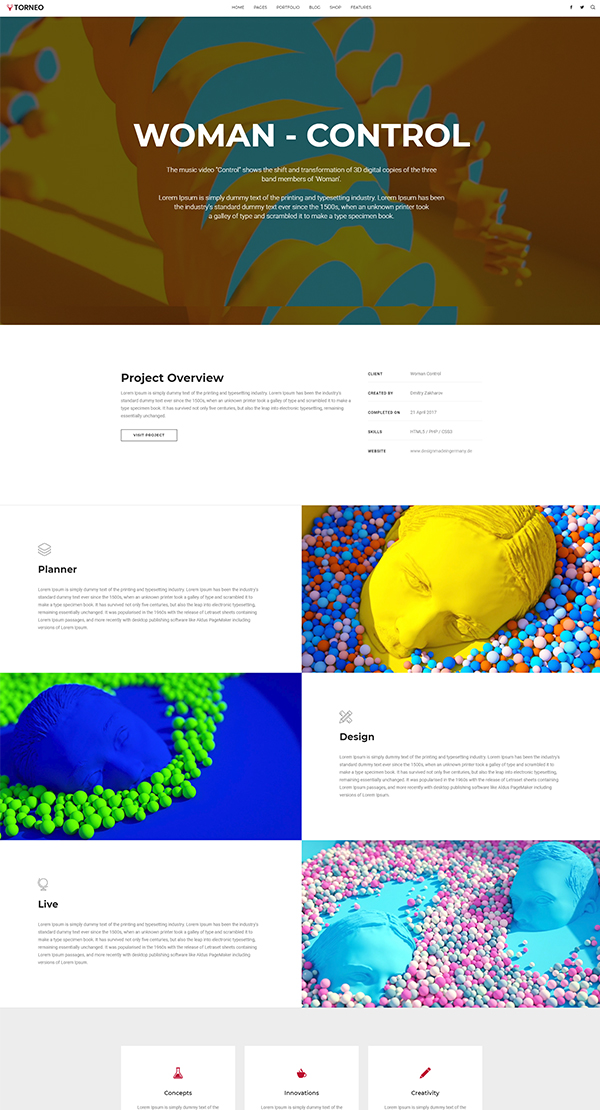 TORNEO
HOME PAGES PORTFOLIO BLOG SHOP FEATURES
WOMAN - CONTROL
The music video "Control" shows the shift and transformation of 3D digital copies of the three
band members of 'Woman'.
Lorem Ipsum is simply dummy text of the printing and typesetting industry. Lorem Ipsum has been
the industry's standard dummy text ever since the 1500s, when an unknown printer took
a galley of type and scrambled it to make a type specimen book.
Project Overview
Lorem Ipsum is simply dummy text of the printing and typesetting industry. Lorem Ipsum has been the industry's
standard dummy text ever since the 1500s, when an unknown printer took a galley of type and scrambled it to make a
type specimen book. It has survived not only five centuries, but also the leap into electronic typesetting, remaining
essentially unchanged.
VISIT PROJECT
CLIENT Woman Control
CREATED BY Dmitry Zakharov
COMPLETED ON 21 April 2017
SKILLS HTML5 / PHP / CSS3
WEBSITE www.designmadeingermany.de
Planner
Lorem Ipsum is simply dummy text of the printing and typesetting industry. Lorem Ipsum has been the industry's
standard dummy text ever since the 1500s, when an unknown printer took a galley of type and scrambled it to
make a type specimen book. It has survived not only five centuries, but also the leap into electronic typesetting,
remaining essentially unchanged. It was popularised in the 1960s with the release of Letraset sheets containing
Lorem Ipsum passages, and more recently with desktop publishing software like Aldus PageMaker including
versions of Lorem Ipsum.
Design
Lorem Ipsum is simply dummy text of the printing and typesetting industry. Lorem Ipsum has been the industry's
standard dummy text ever since the 1500s, when an unknown printer took a galley of type and scrambled it to
make a type specimen book. It has survived not only five centuries, but also the leap into electronic typesetting,
remaining essentially unchanged. It was popularised in the 1960s with the release of Letraset sheets containing
Lorem Ipsum passages, and more recently with desktop publishing software like Aldus PageMaker including
versions of Lorem Ipsum.
Live
Lorem Ipsum is simply dummy text of the printing and typesetting industry. Lorem Ipsum has been the industry's
standard dummy text ever since the 1500s, when an unknown printer took a galley of type and scrambled it to
make a type specimen book. It has survived not only five centuries, but also the leap into electronic typesetting,
remaining essentially unchanged. It was popularised in the 1960s with the release of Letraset sheets containing
Lorem Ipsum passages, and more recently with desktop publishing software like Aldus PageMaker including
versions of Lorem Ipsum.
Concepts Innovations Creativity
Lorem Ipsum is simply dummy text of the Lorem Ipsum is simply dummy text of the Lorem Ipsum is simply dummy text of the